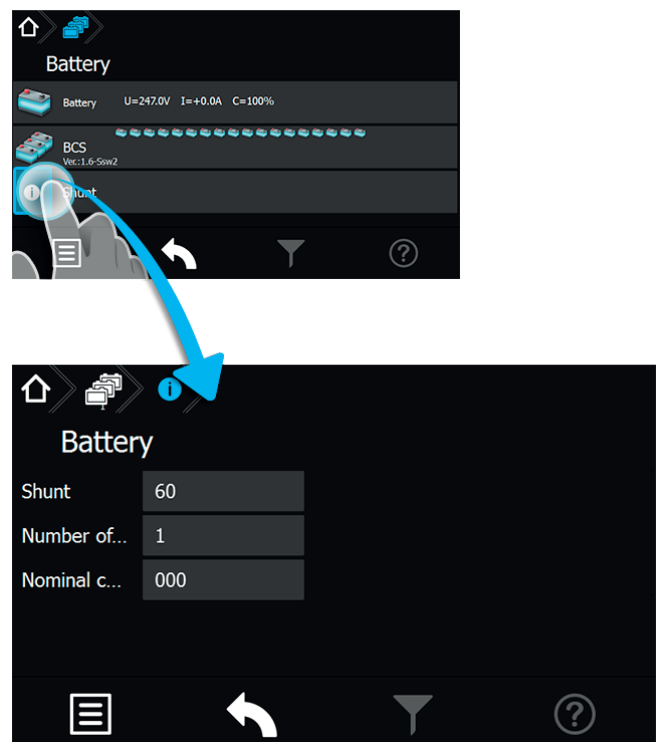 Battery
Battery U=247.0V I=+0.0A C=100%
BCS
Ver.:1.6-Ssw2
Shunt
Battery
Shunt 60
Number of... 1
Nominal c... 000